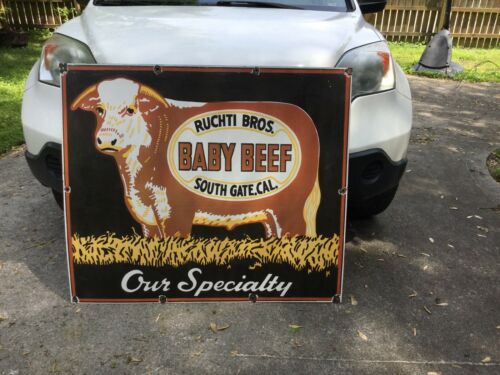 RUCHTI BROS.
BABY BEEF
SOUTH GATE, CAL.
Our Specialty